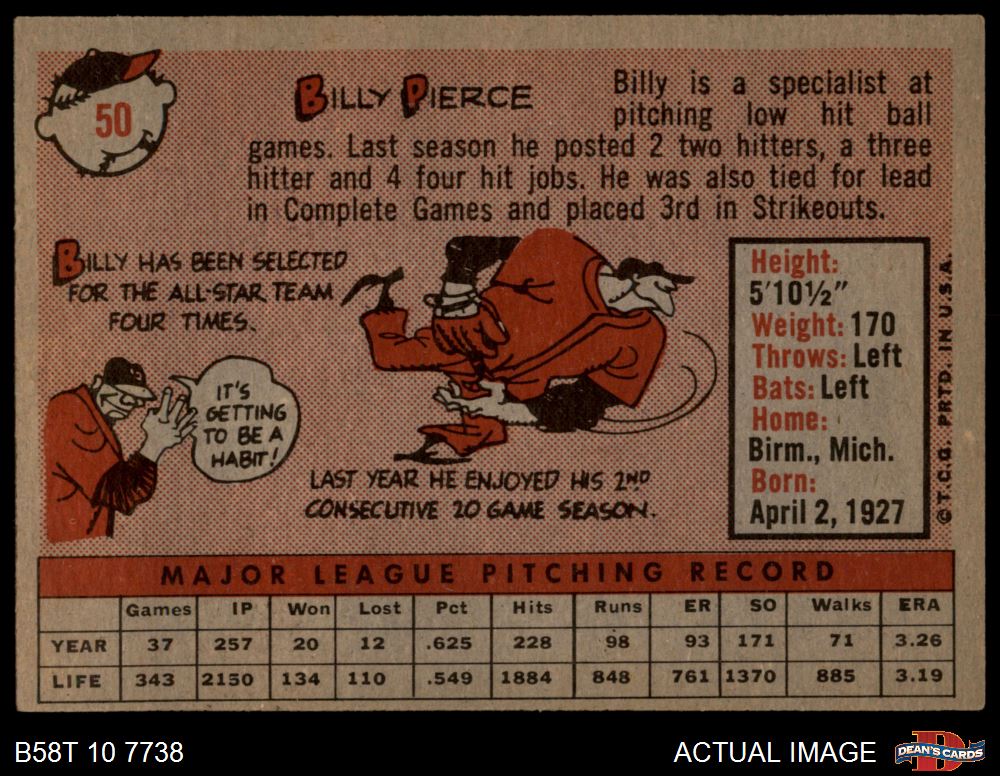 50
BILLY PIERCE
Billy is a specialist at
pitching low hit ball
games. Last season he posted 2 two hitters, a three
hitter and 4 four hit jobs. He was also tied for lead
in Complete Games and placed 3rd in Strikeouts.
BILLY HAS BEEN SELECTED
FOR THE ALL-STAR TEAM
FOUR TIMES.
IT'S
GETTING
TO BE A
HABIT!
LAST YEAR HE ENJOYED HIS 2ND
CONSECUTIVE 20 GAME SEASON.
Height:
5'10½"
Weight: 170
Throws: Left
Bats: Left
Home:
Birm., Mich.
Born:
April 2, 1927
© T.C.G. PRTD. IN U.S.A.
MAJOR LEAGUE PITCHING RECORD
Games IP Won Lost Pct Hits Runs ER SO Walks ERA
YEAR 37 257 20 12 .625 228 98 93 171 71 3.26
LIFE 343 2150 134 110 .549 1884 848 761 1370 885 3.19
B58T 10 7738
ACTUAL IMAGE
D
DEAN'S CARDS